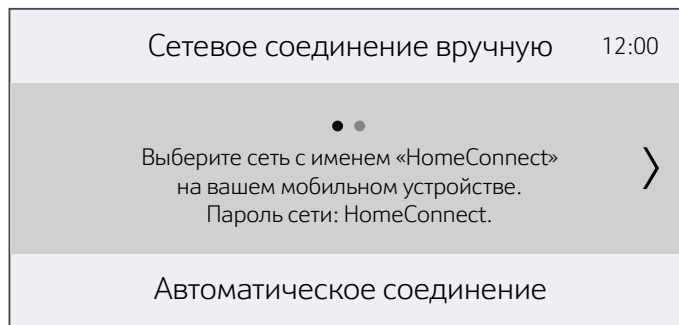 Сетевое соединение вручную 12:00
Выберите сеть с именем «HomeConnect»
на вашем мобильном устройстве.
Пароль сети: HomeConnect.
Автоматическое соединение